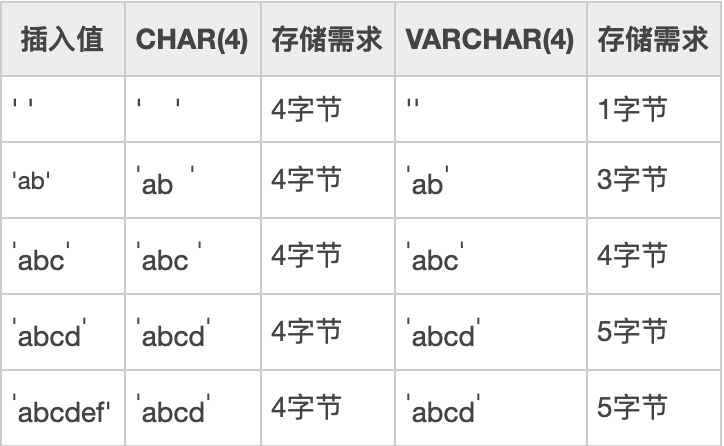 插入值 CHAR(4) 存储需求 VARCHAR(4) 存储需求
' ' '    ' 4字节 '' 1字节
'ab' 'ab  ' 4字节 'ab' 3字节
'abc' 'abc ' 4字节 'abc' 4字节
'abcd' 'abcd' 4字节 'abcd' 5字节
'abcdef' 'abcd' 4字节 'abcd' 5字节